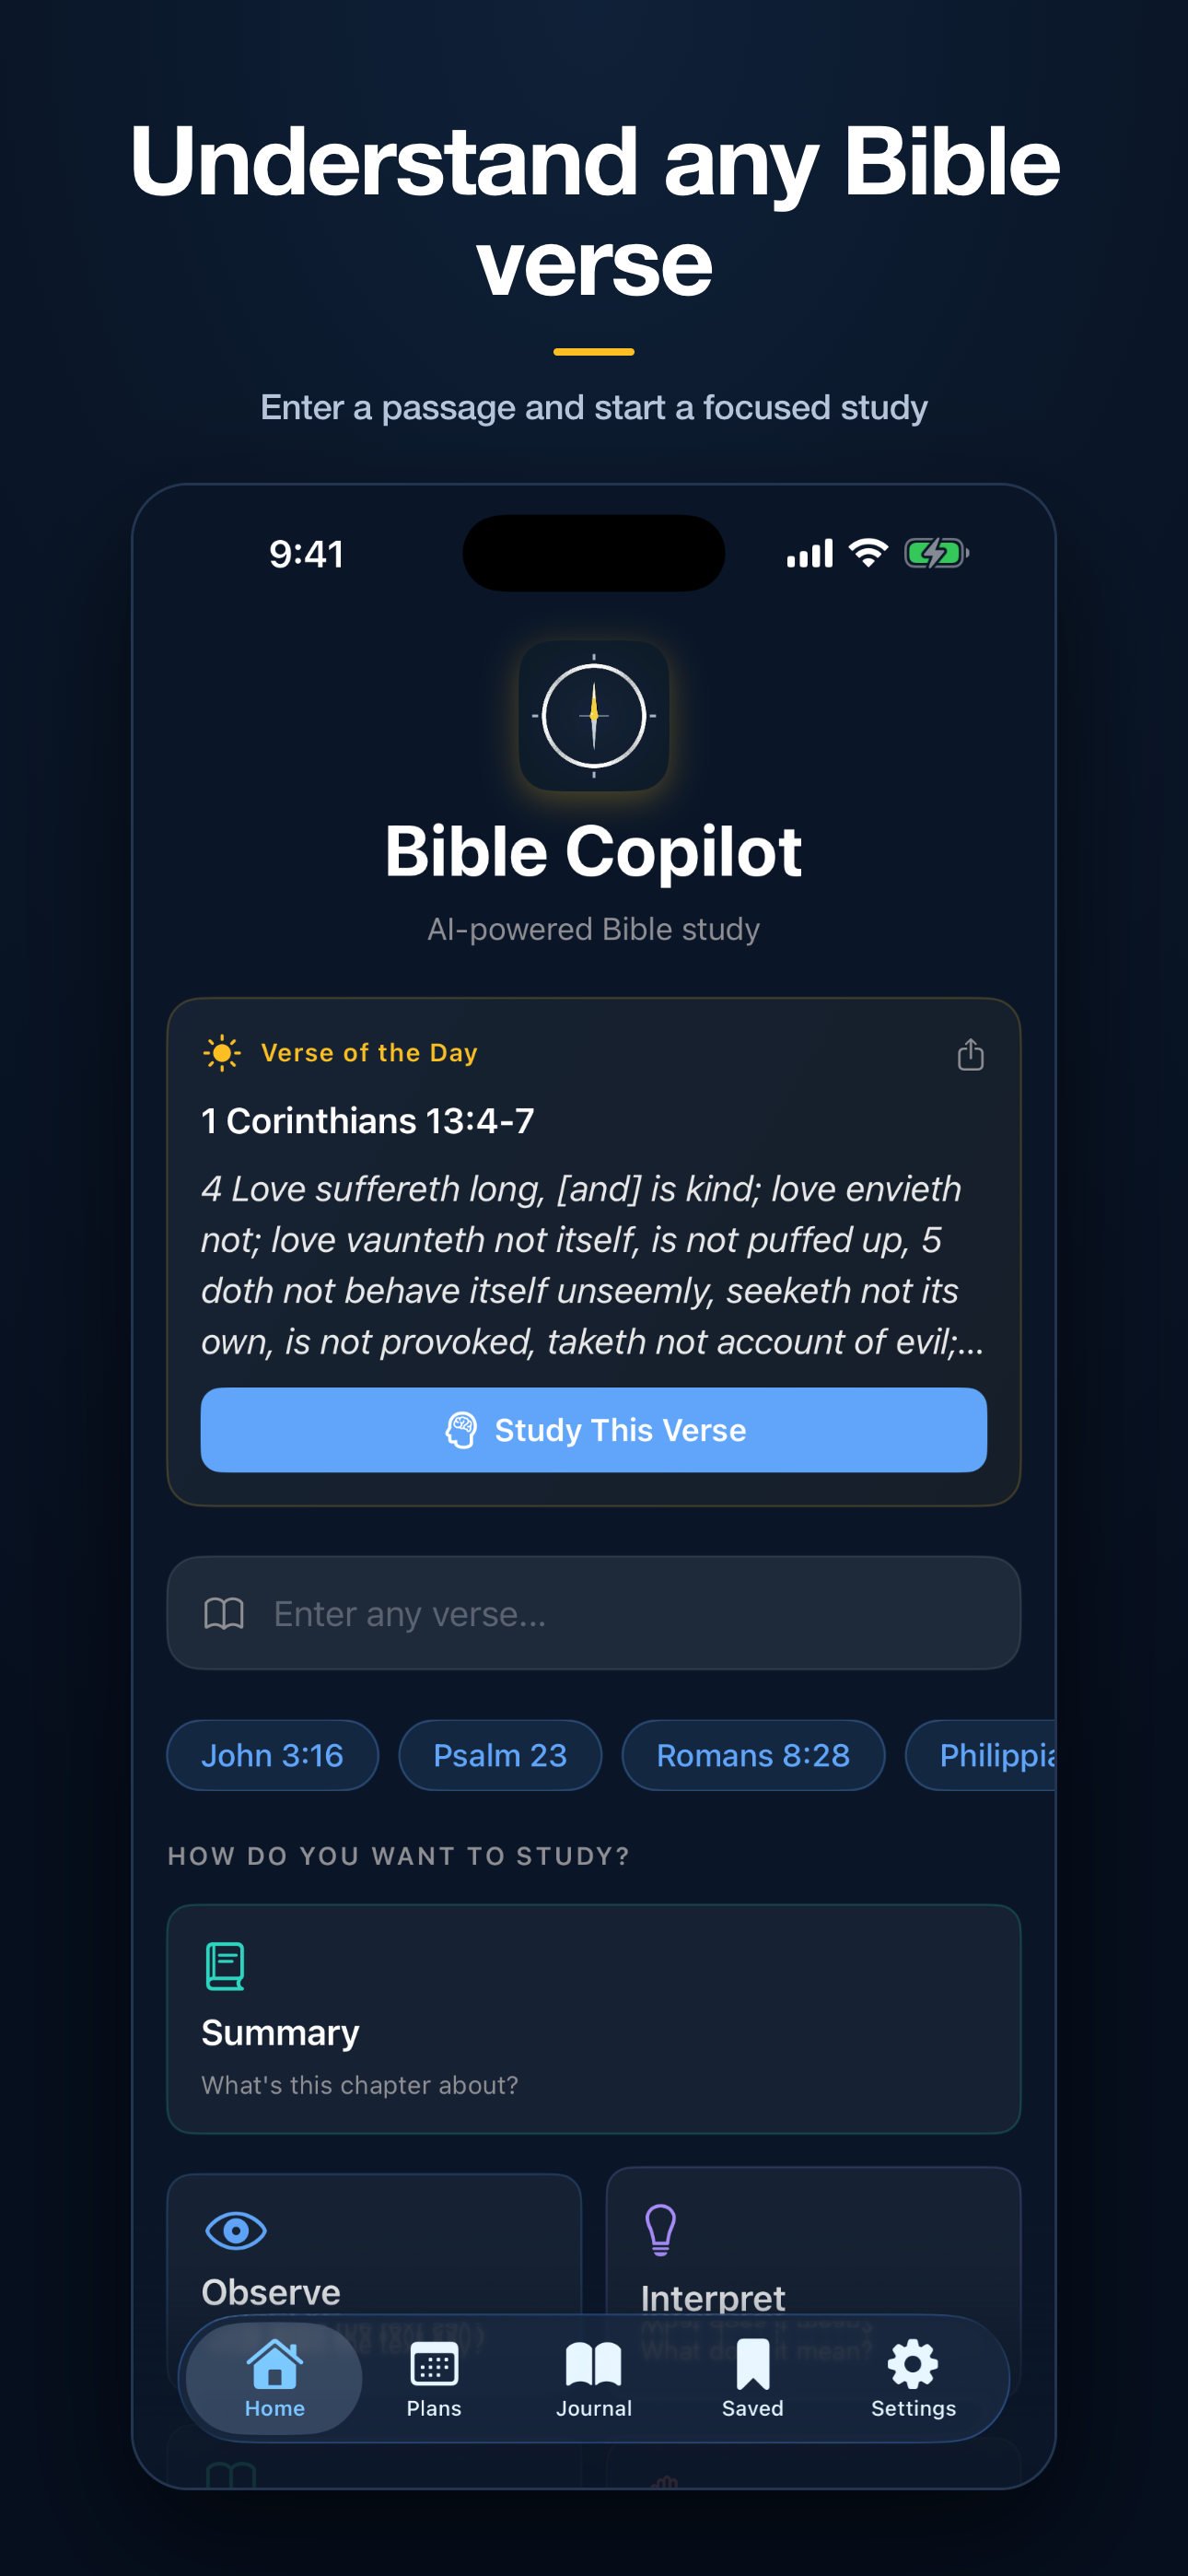 Understand any Bible
verse
Enter a passage and start a focused study
9:41
Bible Copilot
AI-powered Bible study
Verse of the Day
1 Corinthians 13:4-7
4 Love suffereth long, [and] is kind; love envieth
not; love vaunteth not itself, is not puffed up, 5
doth not behave itself unseemly, seeketh not its
own, is not provoked, taketh not account of evil;...
Study This Verse
Enter any verse...
John 3:16
Psalm 23
Romans 8:28
Philippia
HOW DO YOU WANT TO STUDY?
Summary
What's this chapter about?
Observe
Interpret
What do it mean?
Home
Plans
Journal
Saved
Settings